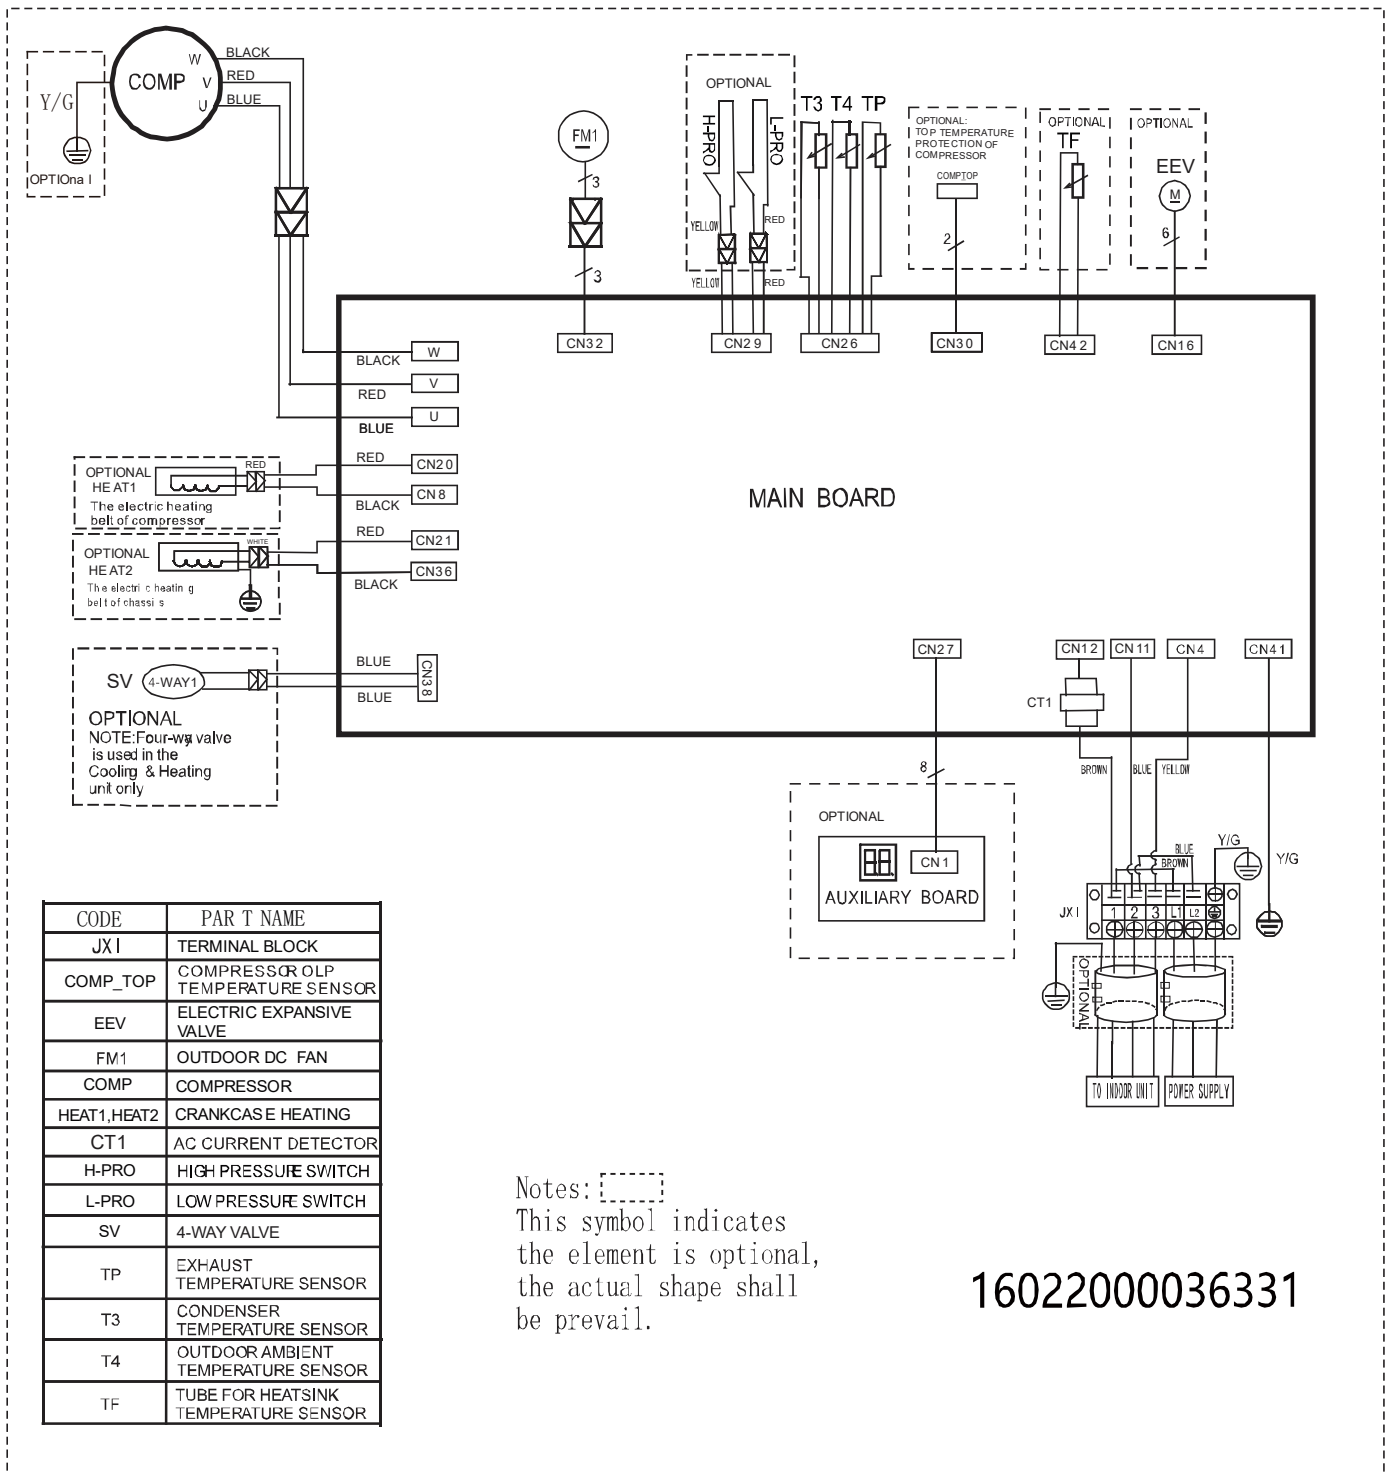 COMP
W
V
U
BLACK
RED
BLUE
Y/G
OPTIOna l
FM1
3
3
OPTIONAL
H-PRO
L-PRO
YELLOW
RED
YELLOW
RED
T3 T4 TP
OPTIONAL:
TOP TEMPERATURE
PROTECTION OF
COMPRESSOR
COMPTOP
2
OPTIONAL
TF
OPTIONAL
EEV
M
6
CN32
CN29
CN26
CN30
CN42
CN16
BLACK
W
RED
V
BLUE
U
OPTIONAL
HEAT1
RED
The electric heating
belt of compressor
RED
CN20
BLACK
CN8
OPTIONAL
HEAT2
WHITE
The electric heating
belt of chassis
RED
CN21
BLACK
CN36
MAIN BOARD
SV
4-WAY1
BLUE
BLUE
CN38
OPTIONAL
NOTE:Four-way valve
is used in the
Cooling & Heating
unit only
CN27
CN12
CN11
CN4
CN41
CT1
8
BROWN
BLUE
YELLOW
OPTIONAL
CN1
AUXILIARY BOARD
BLUE
BROWN
Y/G
Y/G
JX1
1 2 3 L1 L2
OPTIONAL
TO INDOOR UNIT
POWER SUPPLY
CODE PART NAME
JX1 TERMINAL BLOCK
COMP_TOP COMPRESSOR OLP
TEMPERATURE SENSOR
EEV ELECTRIC EXPANSIVE
VALVE
FM1 OUTDOOR DC FAN
COMP COMPRESSOR
HEAT1,HEAT2 CRANKCASE HEATING
CT1 AC CURRENT DETECTOR
H-PRO HIGH PRESSURE SWITCH
L-PRO LOW PRESSURE SWITCH
SV 4-WAY VALVE
TP EXHAUST
TEMPERATURE SENSOR
T3 CONDENSER
TEMPERATURE SENSOR
T4 OUTDOOR AMBIENT
TEMPERATURE SENSOR
TF TUBE FOR HEATSINK
TEMPERATURE SENSOR
Notes:
This symbol indicates
the element is optional,
the actual shape shall
be prevail.
16022000036331